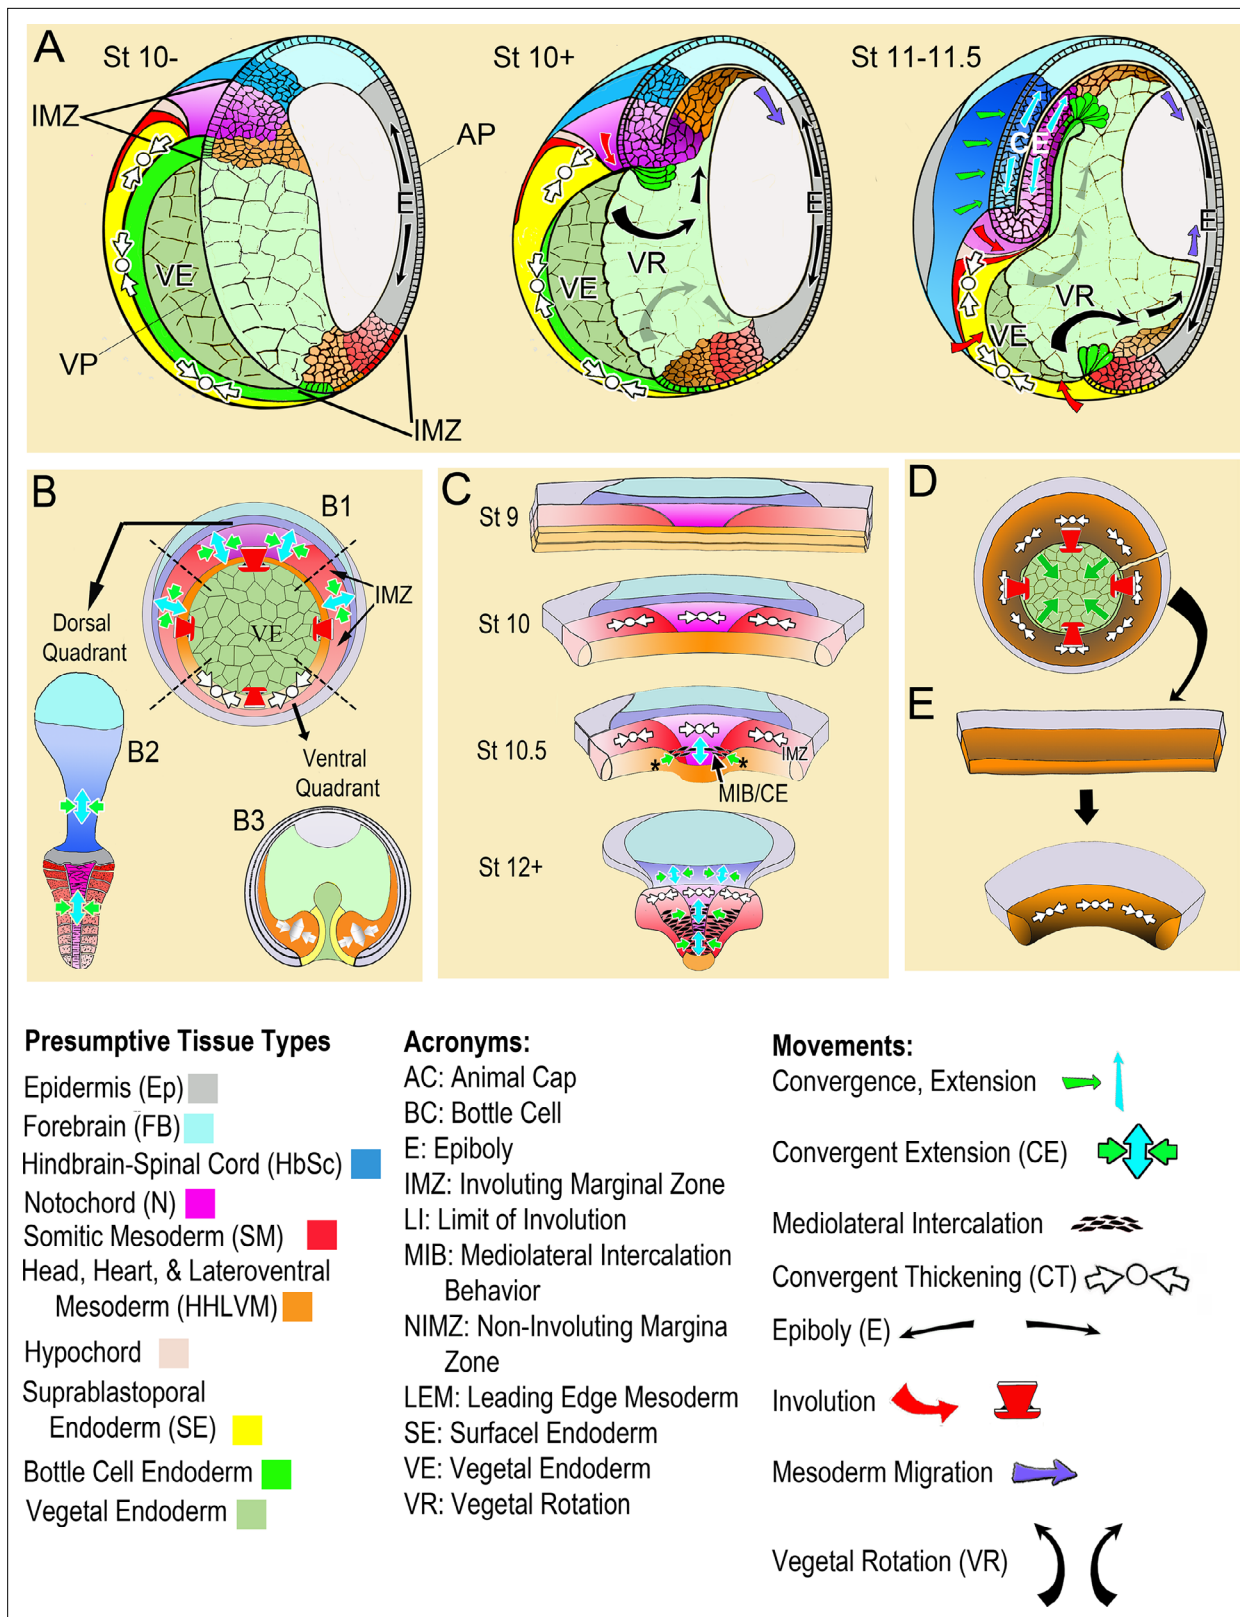 A
St 10-
St 10+
St 11-11.5
IMZ
AP
E
VE
VP
IMZ
VR
VE
E
C E
E
VR
VE
B
B1
IMZ
VE
Dorsal
Quadrant
B2
Ventral
Quadrant
B3
C
St 9
St 10
St 10.5
IMZ
* *
MIB/CE
St 12+
D
E
Presumptive Tissue Types
Epidermis (Ep)
Forebrain (FB)
Hindbrain-Spinal Cord (HbSc)
Notochord (N)
Somitic Mesoderm (SM)
Head, Heart, & Lateroventral
Mesoderm (HHLVM)
Hypochord
Suprablastoporal
Endoderm (SE)
Bottle Cell Endoderm
Vegetal Endoderm
Acronyms:
AC: Animal Cap
BC: Bottle Cell
E: Epiboly
IMZ: Involuting Marginal Zone
LI: Limit of Involution
MIB: Mediolateral Intercalation
Behavior
NIMZ: Non-Involuting Margina
Zone
LEM: Leading Edge Mesoderm
SE: Surfacel Endoderm
VE: Vegetal Endoderm
VR: Vegetal Rotation
Movements:
Convergence, Extension
Convergent Extension (CE)
Mediolateral Intercalation
Convergent Thickening (CT)
Epiboly (E)
Involution
Mesoderm Migration
Vegetal Rotation (VR)